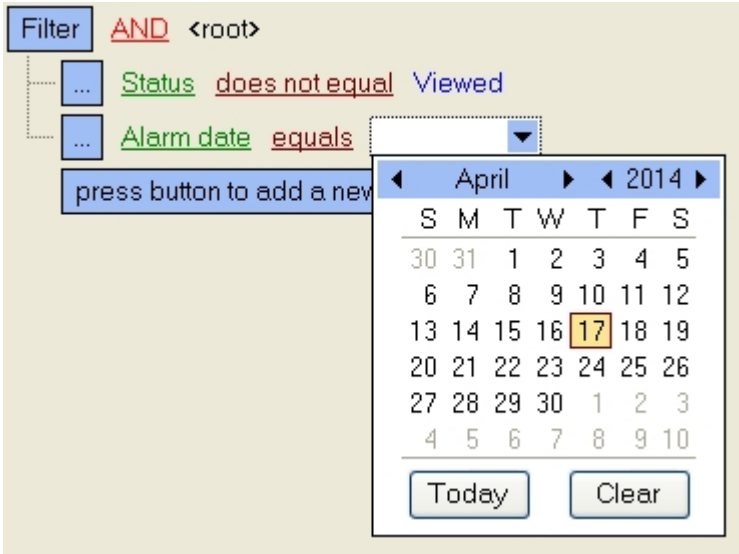 Filter AND <root>
... Status does not equal Viewed
... Alarm date equals
press button to add a new
April 2014
S M T W T F S
30 31 1 2 3 4 5
6 7 8 9 10 11 12
13 14 15 16 17 18 19
20 21 22 23 24 25 26
27 28 29 30 1 2 3
4 5 6 7 8 9 10
Today Clear